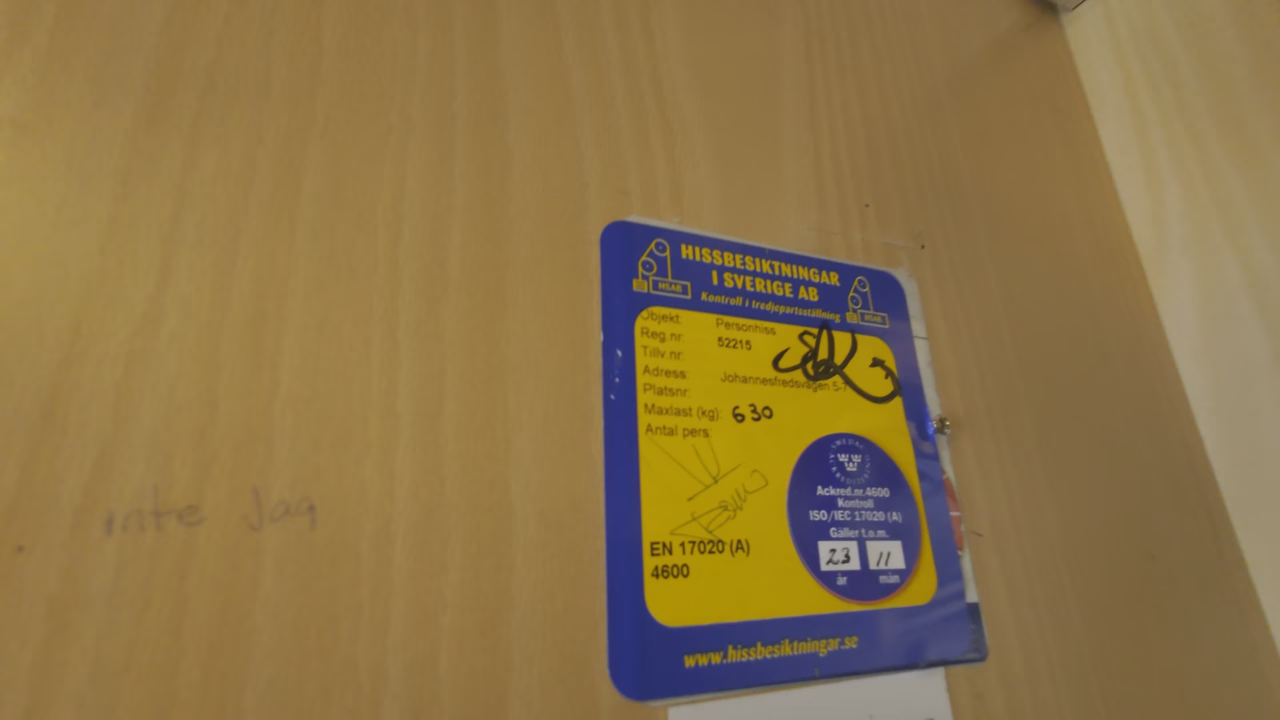 HISSBESIKTNINGAR
I SVERIGE AB
Kontroll i tredjepartsställning
HSAB
HSAB
Objekt: Personhiss
Reg.nr: 52215
Tillv.nr:
Adress: Johannesfredsvägen 5-7
Platsnr:
Maxlast (kg): 630
Antal pers:
EN 17020 (A)
4600
SWEDAC
Ackred.nr.4600
Kontroll
ISO/IEC 17020 (A)
Gäller t.o.m.
23 11
år mån
www.hissbesiktningar.se
inte Jag